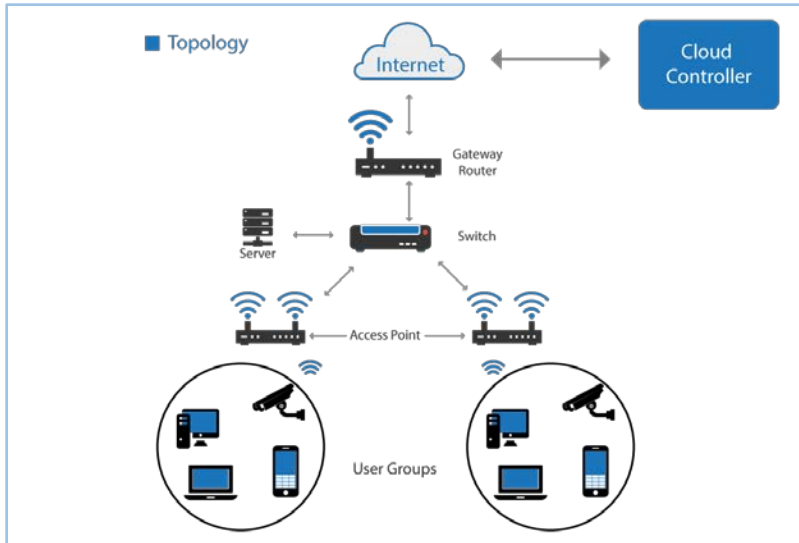 Topology
Internet
Cloud
Controller
Gateway
Router
Switch
Server
Access Point
User Groups